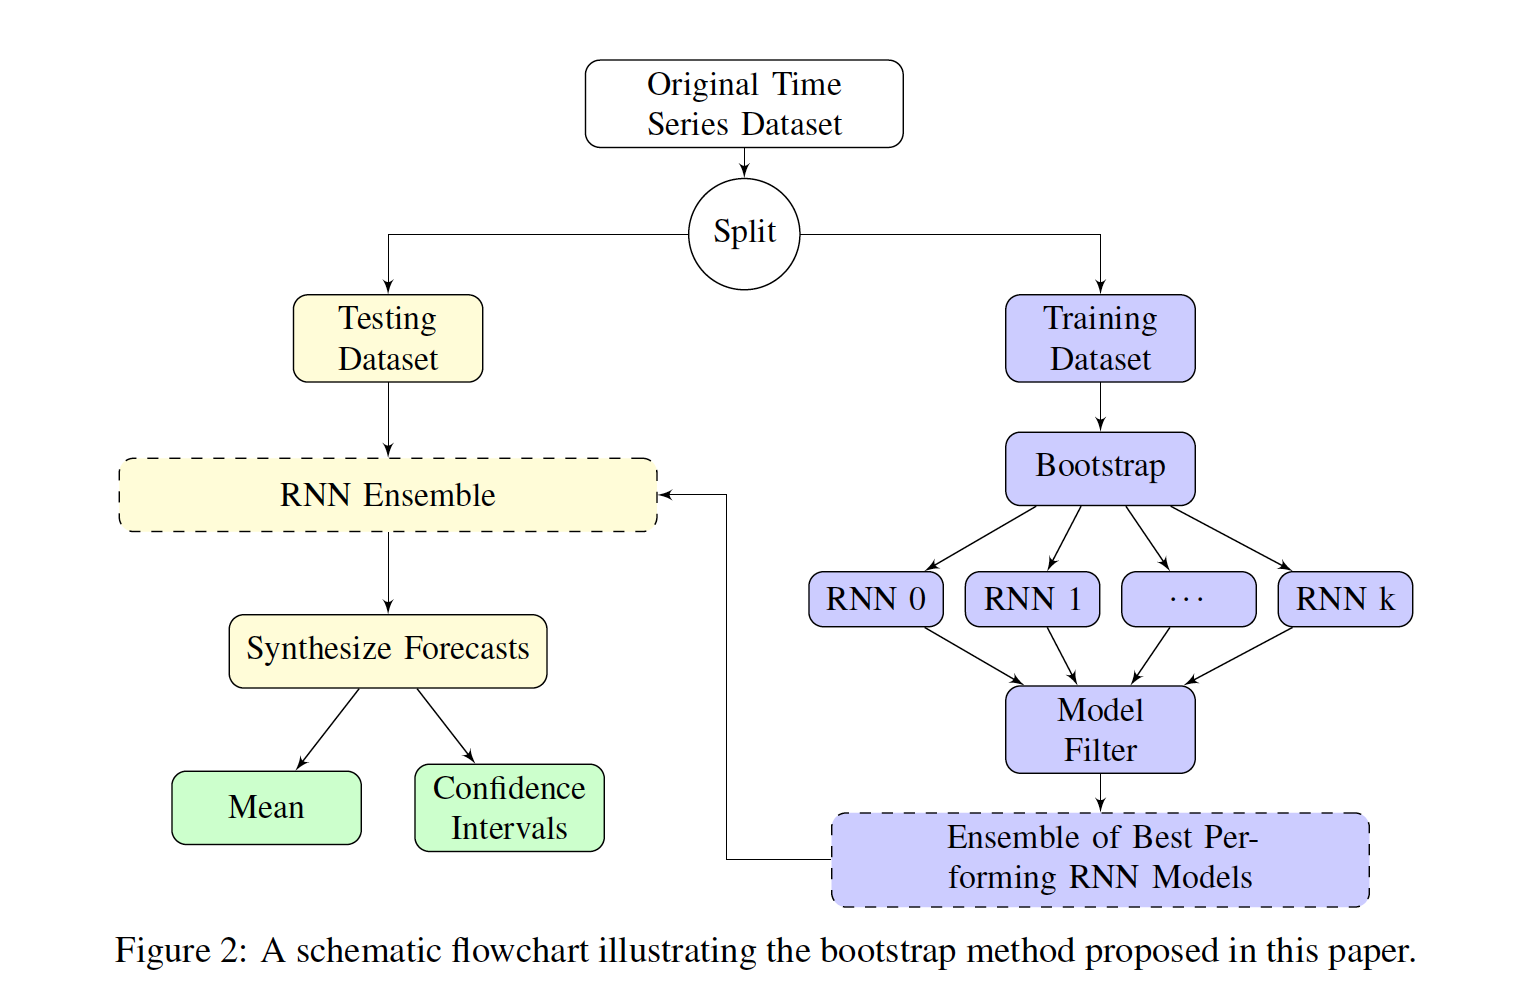 Original Time
Series Dataset
Split
Testing
Dataset
Training
Dataset
Bootstrap
RNN Ensemble
RNN 0
RNN 1
···
RNN k
Synthesize Forecasts
Model
Filter
Mean
Confidence
Intervals
Ensemble of Best Per-
forming RNN Models
Figure 2: A schematic flowchart illustrating the bootstrap method proposed in this paper.